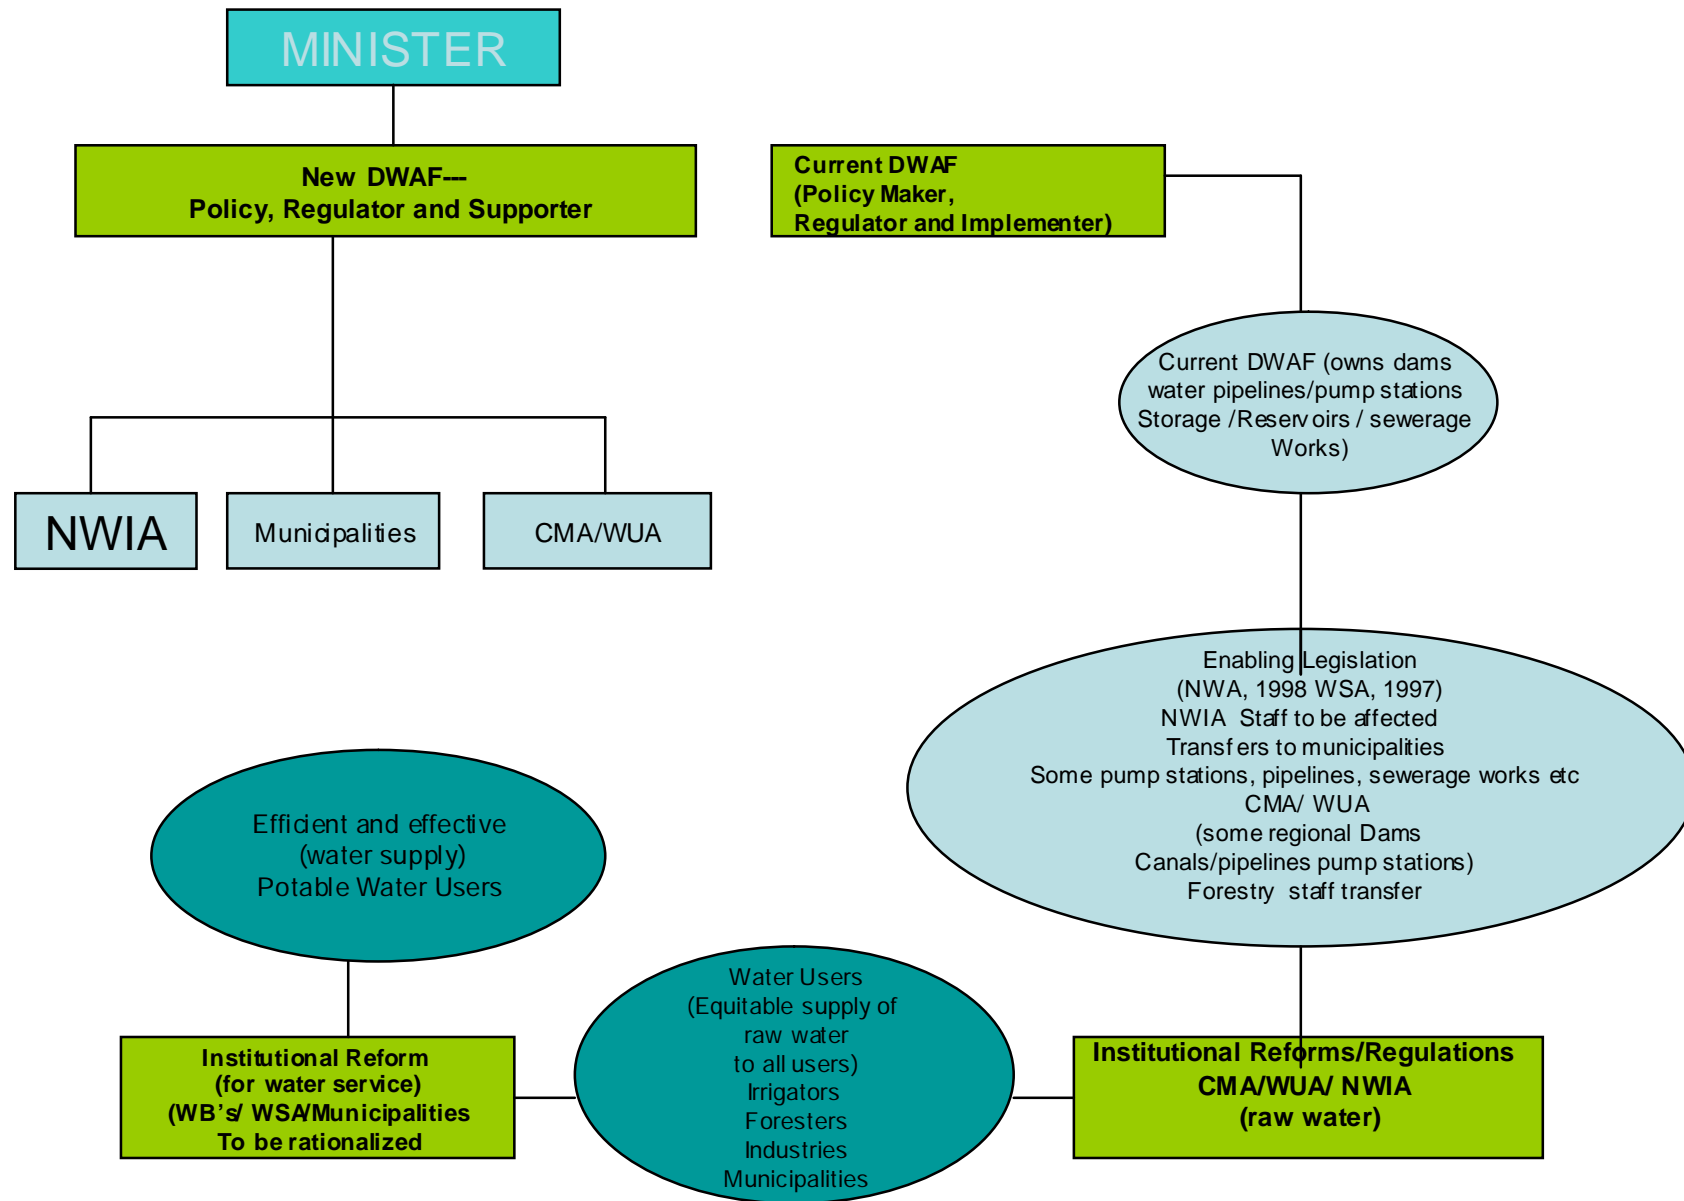 MINISTER
New DWAF---
Policy, Regulator and Supporter
Current DWAF
(Policy Maker,
Regulator and Implementer)
Current DWAF (owns dams
water pipelines/pump stations
Storage /Reservoirs / sewerage
Works)
NWIA
Municipalities
CMA/WUA
Enabling Legislation
(NWA, 1998 WSA, 1997)
NWIA Staff to be affected
Transfers to municipalities
Some pump stations, pipelines, sewerage works etc
CMA/ WUA
(some regional Dams
Canals/pipelines pump stations)
Forestry staff transfer
Efficient and effective
(water supply)
Potable Water Users
Water Users
(Equitable supply of
raw water
to all users)
Irrigators
Foresters
Industries
Municipalities
Institutional Reform
(for water service)
(WB's/ WSA/Municipalities
To be rationalized
Institutional Reforms/Regulations
CMA/WUA/ NWIA
(raw water)